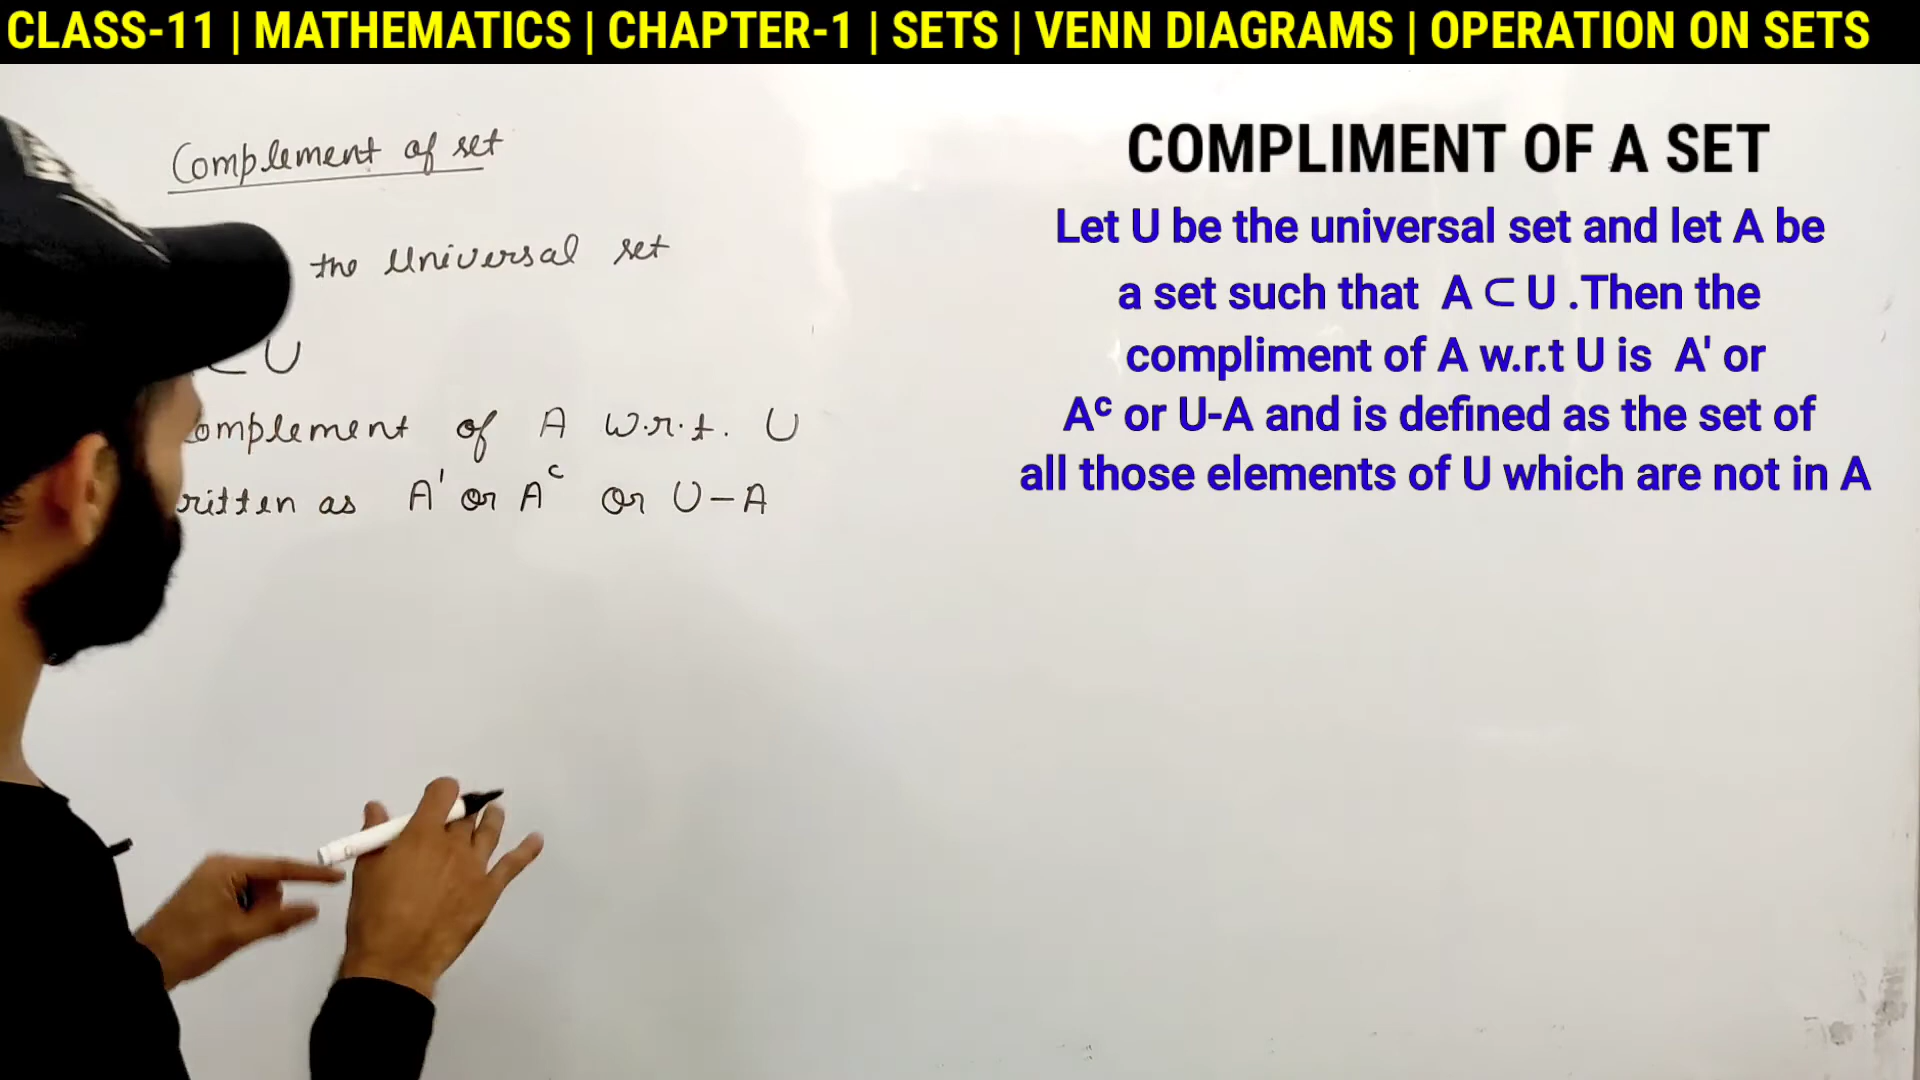 CLASS-11 | MATHEMATICS | CHAPTER-1 | SETS | VENN DIAGRAMS | OPERATION ON SETS
Complement of set
the universal set
⊂ U
omplement of A w.r.t. U
ritten as A' or Aᶜ or U-A
COMPLIMENT OF A SET
Let U be the universal set and let A be
a set such that A ⊂ U .Then the
compliment of A w.r.t U is A' or
Aᶜ or U-A and is defined as the set of
all those elements of U which are not in A